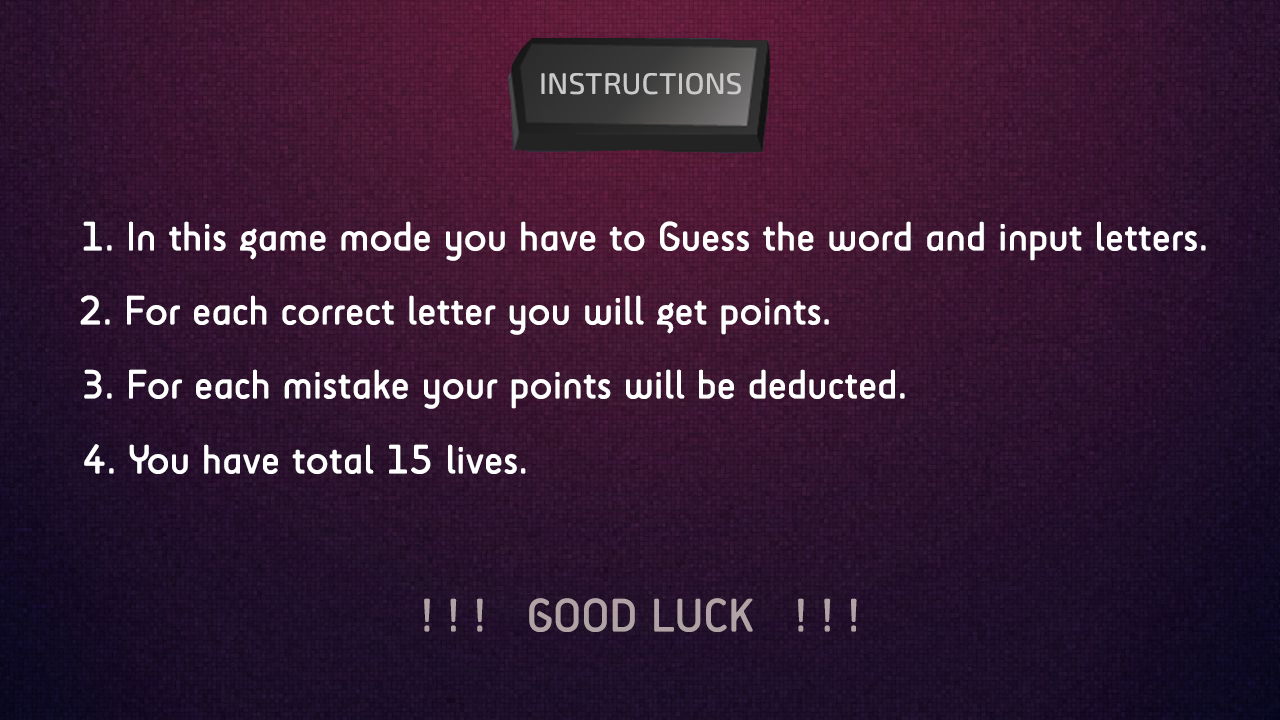 INSTRUCTIONS
1. In this game mode you have to Guess the word and input letters.
2. For each correct letter you will get points.
3. For each mistake your points will be deducted.
4. You have total 15 lives.
!!! GOOD LUCK !!!